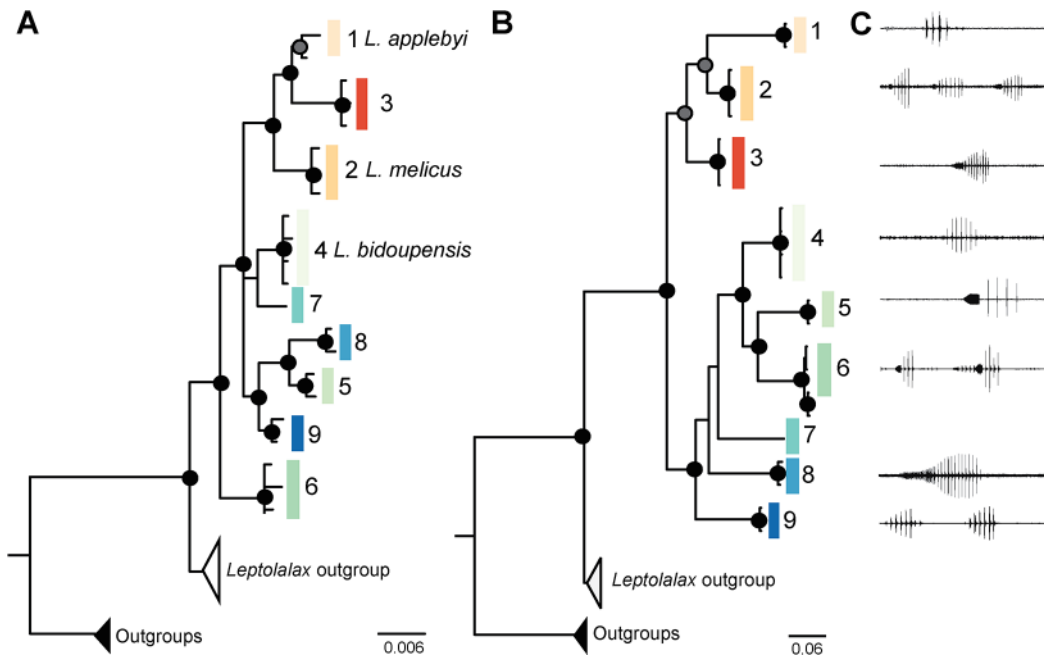 A
1 L. applebyi
3
2 L. melicus
4 L. bidoupensis
7
8
5
9
6
Leptolalax outgroup
Outgroups
0.006
B
1
2
3
4
5
6
7
8
9
Leptolalax outgroup
Outgroups
0.06
C